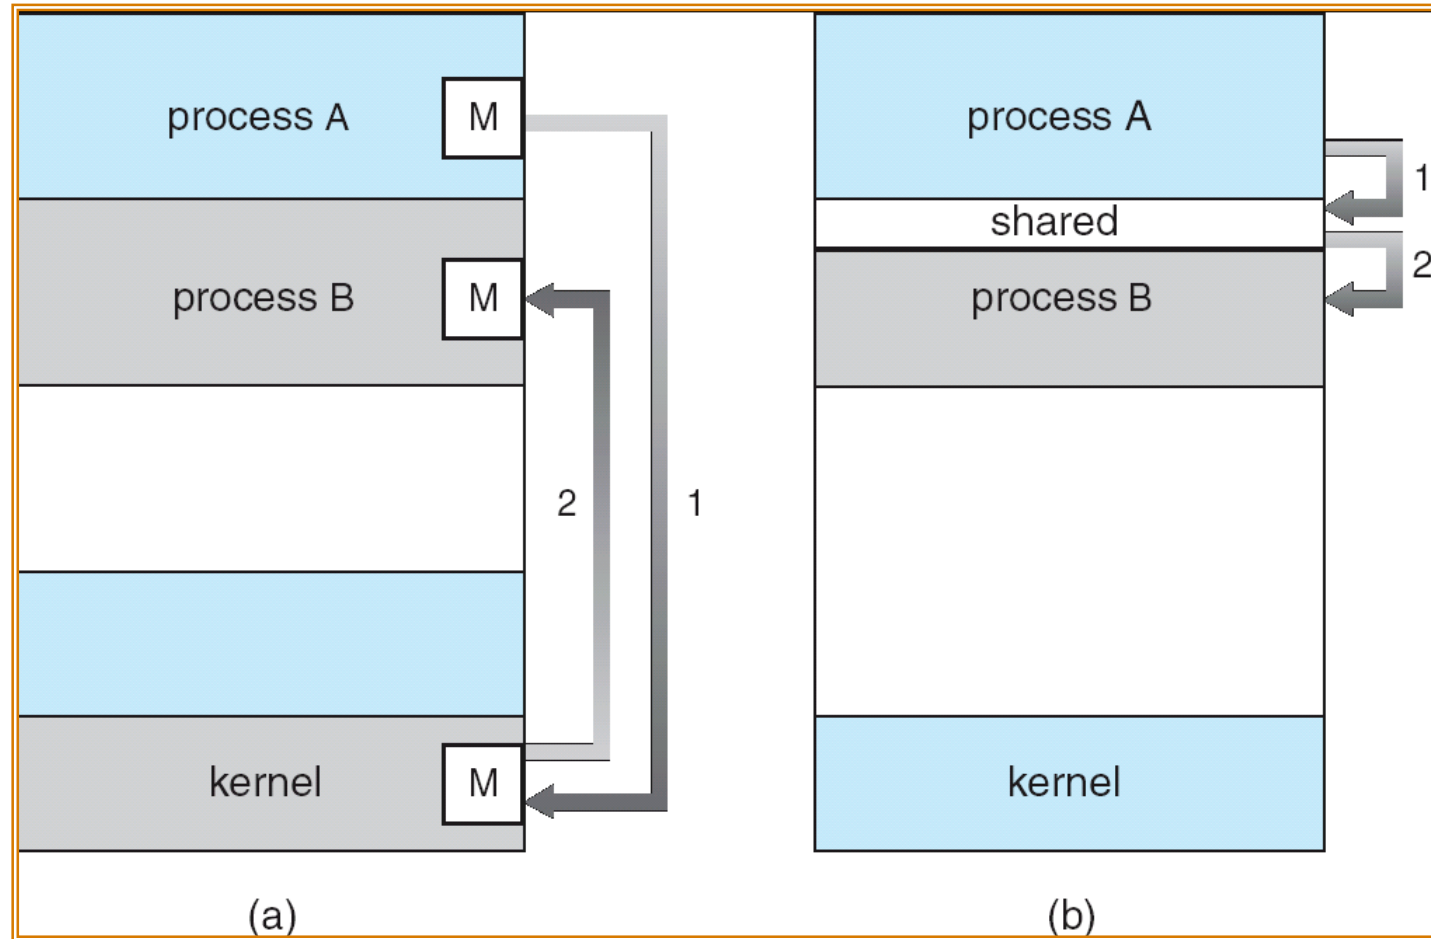 process A
M
process B
M
2
1
kernel
M
(a)
process A
1
shared
2
process B
kernel
(b)